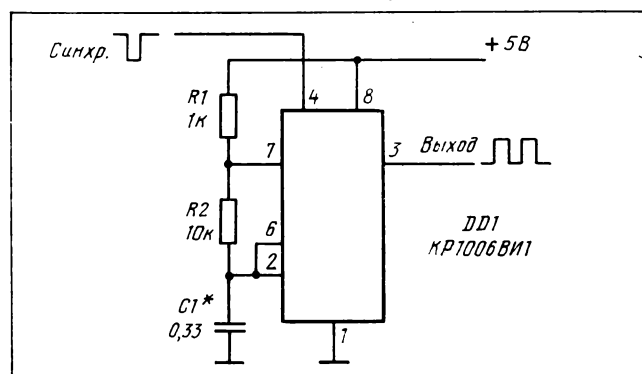 Синхр.
+5В
R1
1к
4
8
7
3
Выход
R2
10к
6
2
DD1
КР1006ВИ1
C1*
0,33
1